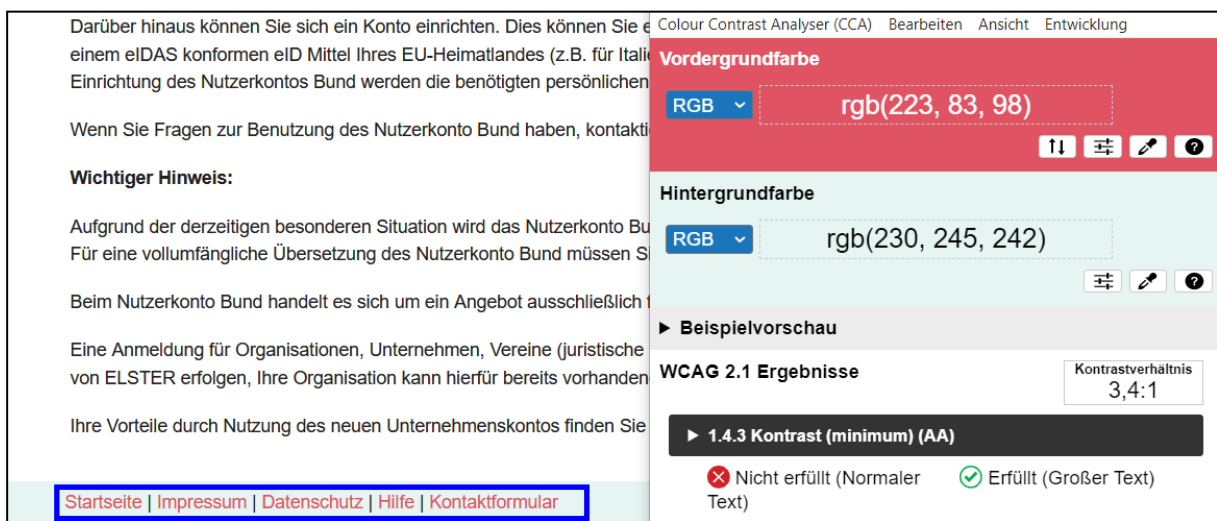 Darüber hinaus können Sie sich ein Konto einrichten. Dies können Sie
einem eIDAS konformen eID Mittel Ihres EU-Heimatlandes (z.B. für
Einrichtung des Nutzerkontos Bund werden die benötigten persönlichen
Wenn Sie Fragen zur Benutzung des Nutzerkonto Bund haben,
Wichtiger Hinweis:
Aufgrund der derzeitigen besonderen Situation wird das Nutzerkonto
Für eine vollumfängliche Übersetzung des Nutzerkonto Bund müssen
Beim Nutzerkonto Bund handelt es sich um ein Angebot ausschließlich
Eine Anmeldung für Organisationen, Unternehmen, Vereine (juristische
von ELSTER erfolgen, Ihre Organisation kann hierfür bereits
Ihre Vorteile durch Nutzung des neuen Unternehmenskontos finden Sie
Startseite | Impressum | Datenschutz | Hilfe | Kontaktformular
Colour Contrast Analyser (CCA) Bearbeiten Ansicht Entwicklung
Vordergrundfarbe
RGB rgb(223, 83, 98)
Hintergrundfarbe
RGB rgb(230, 245, 242)
Beispielvorschau
WCAG 2.1 Ergebnisse
Kontrastverhältnis
3,4:1
1.4.3 Kontrast (minimum) (AA)
Nicht erfüllt (Normaler
Text)
Erfüllt (Großer Text)